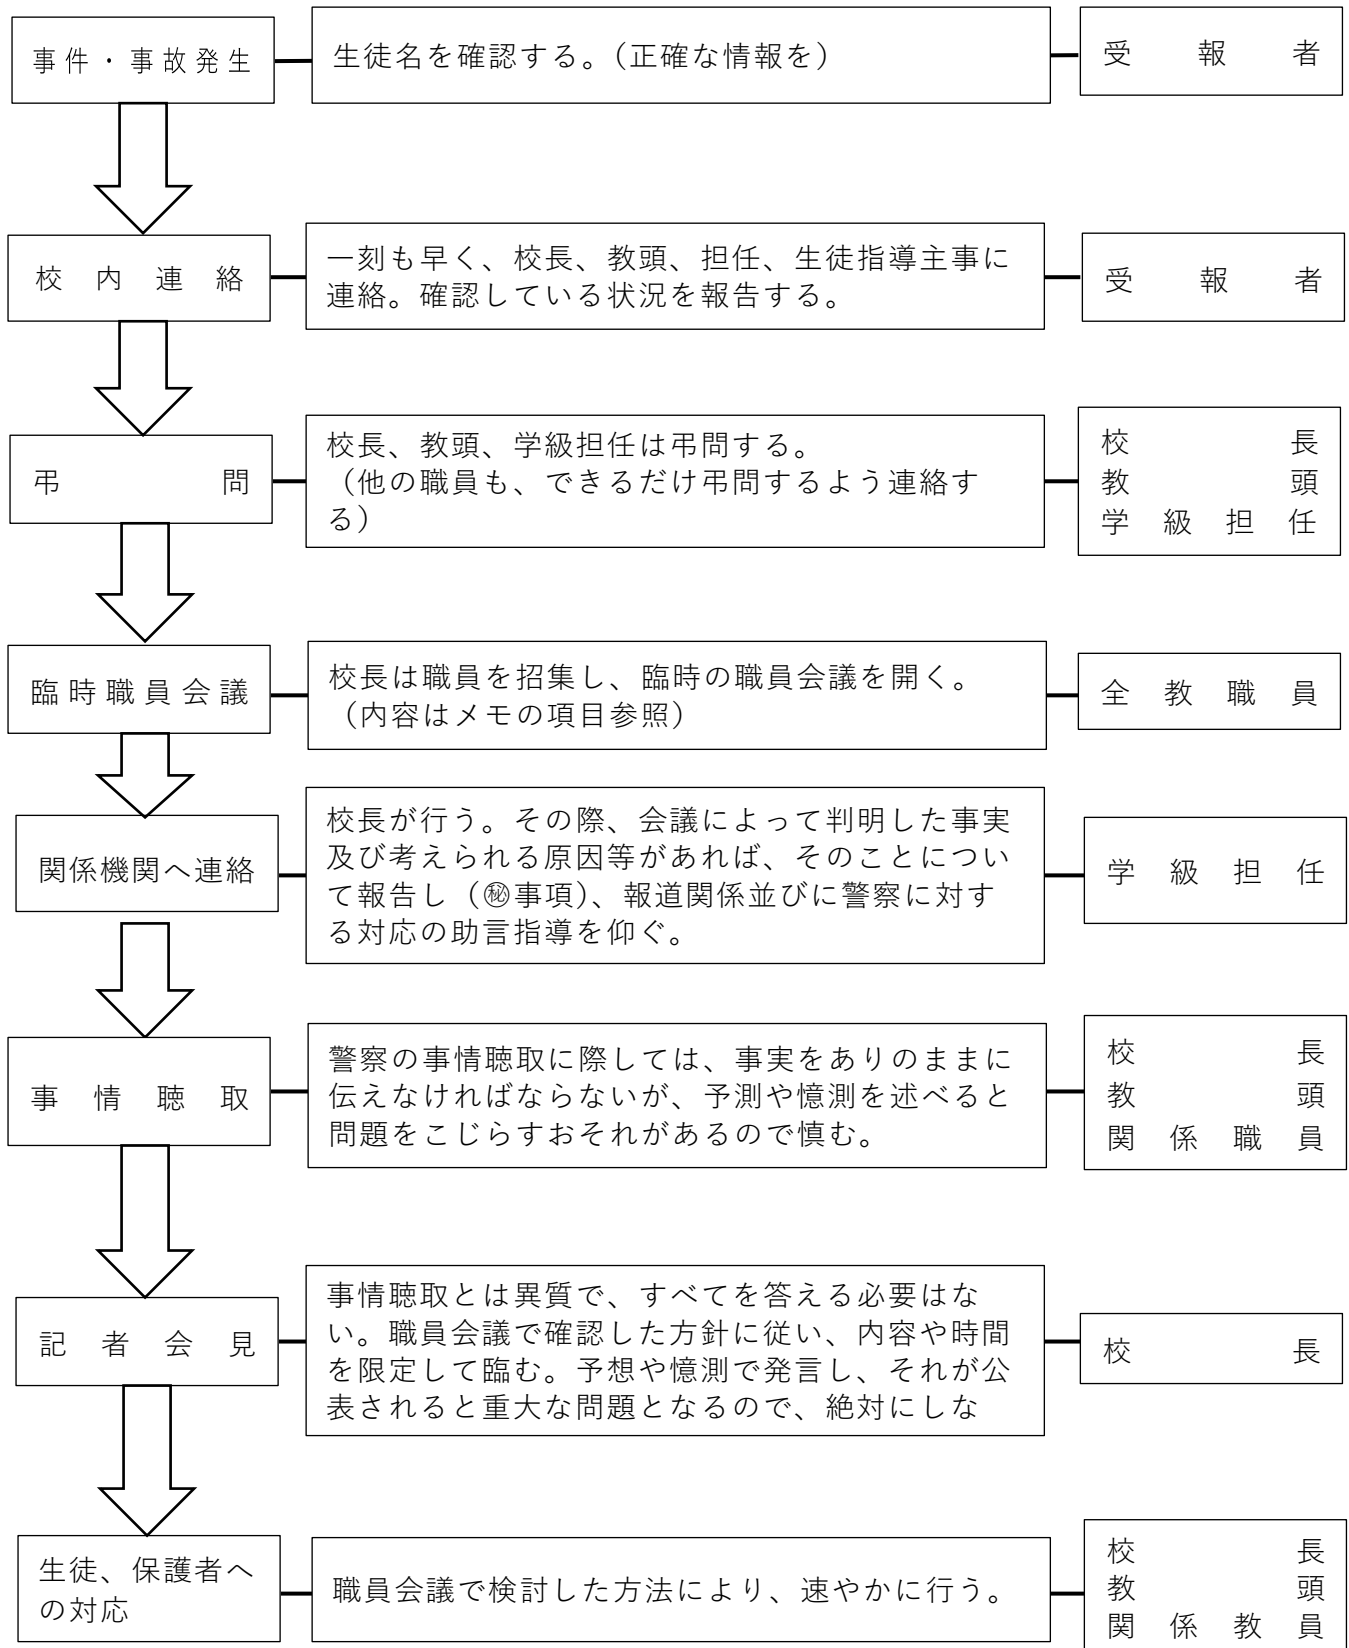 事件・事故発生
生徒名を確認する。(正確な情報を)
受報者
校内連絡
一刻も早く、校長、教頭、担任、生徒指導主事に
連絡。確認している状況を報告する。
受報者
弔問
校長、教頭、学級担任は弔問する。
（他の職員も、できるだけ弔問するよう連絡す
る）
校長
教頭
学級担任
臨時職員会議
校長は職員を招集し、臨時の職員会議を開く。
（内容はメモの項目参照）
全教職員
関係機関へ連絡
校長が行う。その際、会議によって判明した事実
及び考えられる原因等があれば、そのことについ
て報告し（㊙事項)、報道関係並びに警察に対す
る対応の助言指導を仰ぐ。
学級担任
事情聴取
警察の事情聴取に際しては、事実をありのままに
伝えなければならないが、予測や憶測を述べると
問題をこじらすおそれがあるので慎む。
校長
教頭
関係職員
記者会見
事情聴取とは異質で、すべてを答える必要はな
い。職員会議で確認した方針に従い、内容や時間
を限定して臨む。予想や憶測で発言し、それが公
表されると重大な問題となるので、絶対にしな
校長
生徒、保護者へ
の対応
職員会議で検討した方法により、速やかに行う。
校長
教頭
関係教員